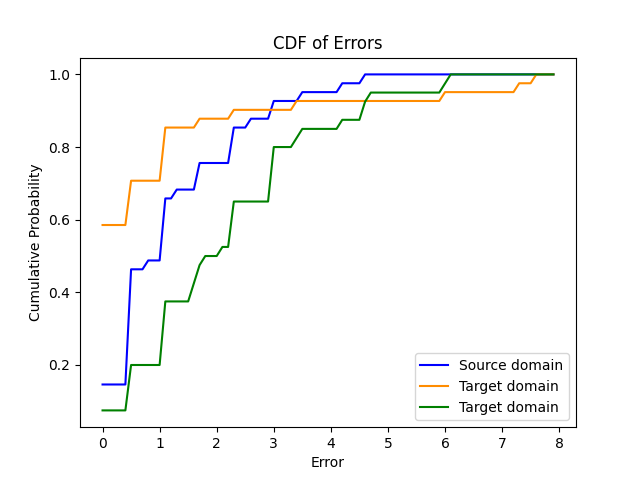 CDF of Errors
Cumulative Probability
1.0
0.8
0.6
0.4
0.2
0 1 2 3 4 5 6 7 8
Error
Source domain
Target domain
Target domain